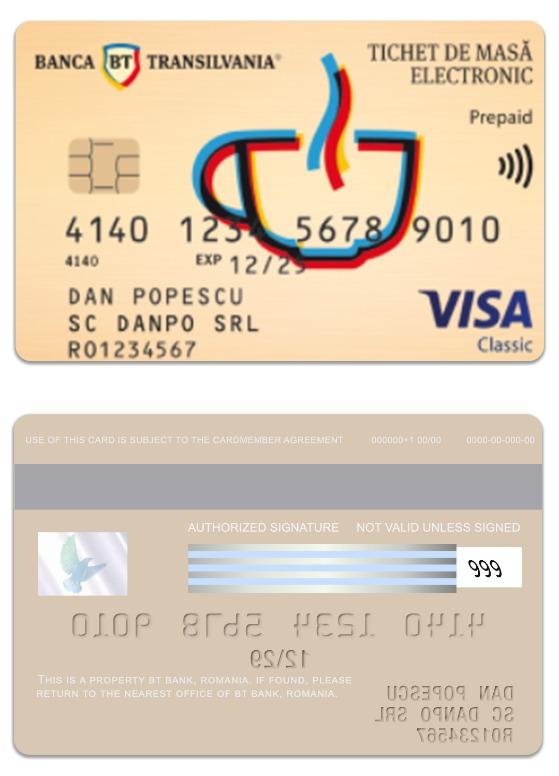 BANCA BT TRANSILVANIA®
TICHET DE MASĂ
ELECTRONIC
Prepaid
4140 1234 5678 9010
4140 EXP 12/29
DAN POPESCU
SC DANPO SRL
RO1234567
VISA
Classic
USE OF THIS CARD IS SUBJECT TO THE CARDMEMBER AGREEMENT 000000+1 00/00 0000-00-000-00
AUTHORIZED SIGNATURE NOT VALID UNLESS SIGNED
999
4140 1234 5678 9010
12/29
THIS IS A PROPERTY BT BANK, ROMANIA. IF FOUND, PLEASE
RETURN TO THE NEAREST OFFICE OF BT BANK, ROMANIA.
DAN POPESCU
SC DANPO SRL
RO1234567